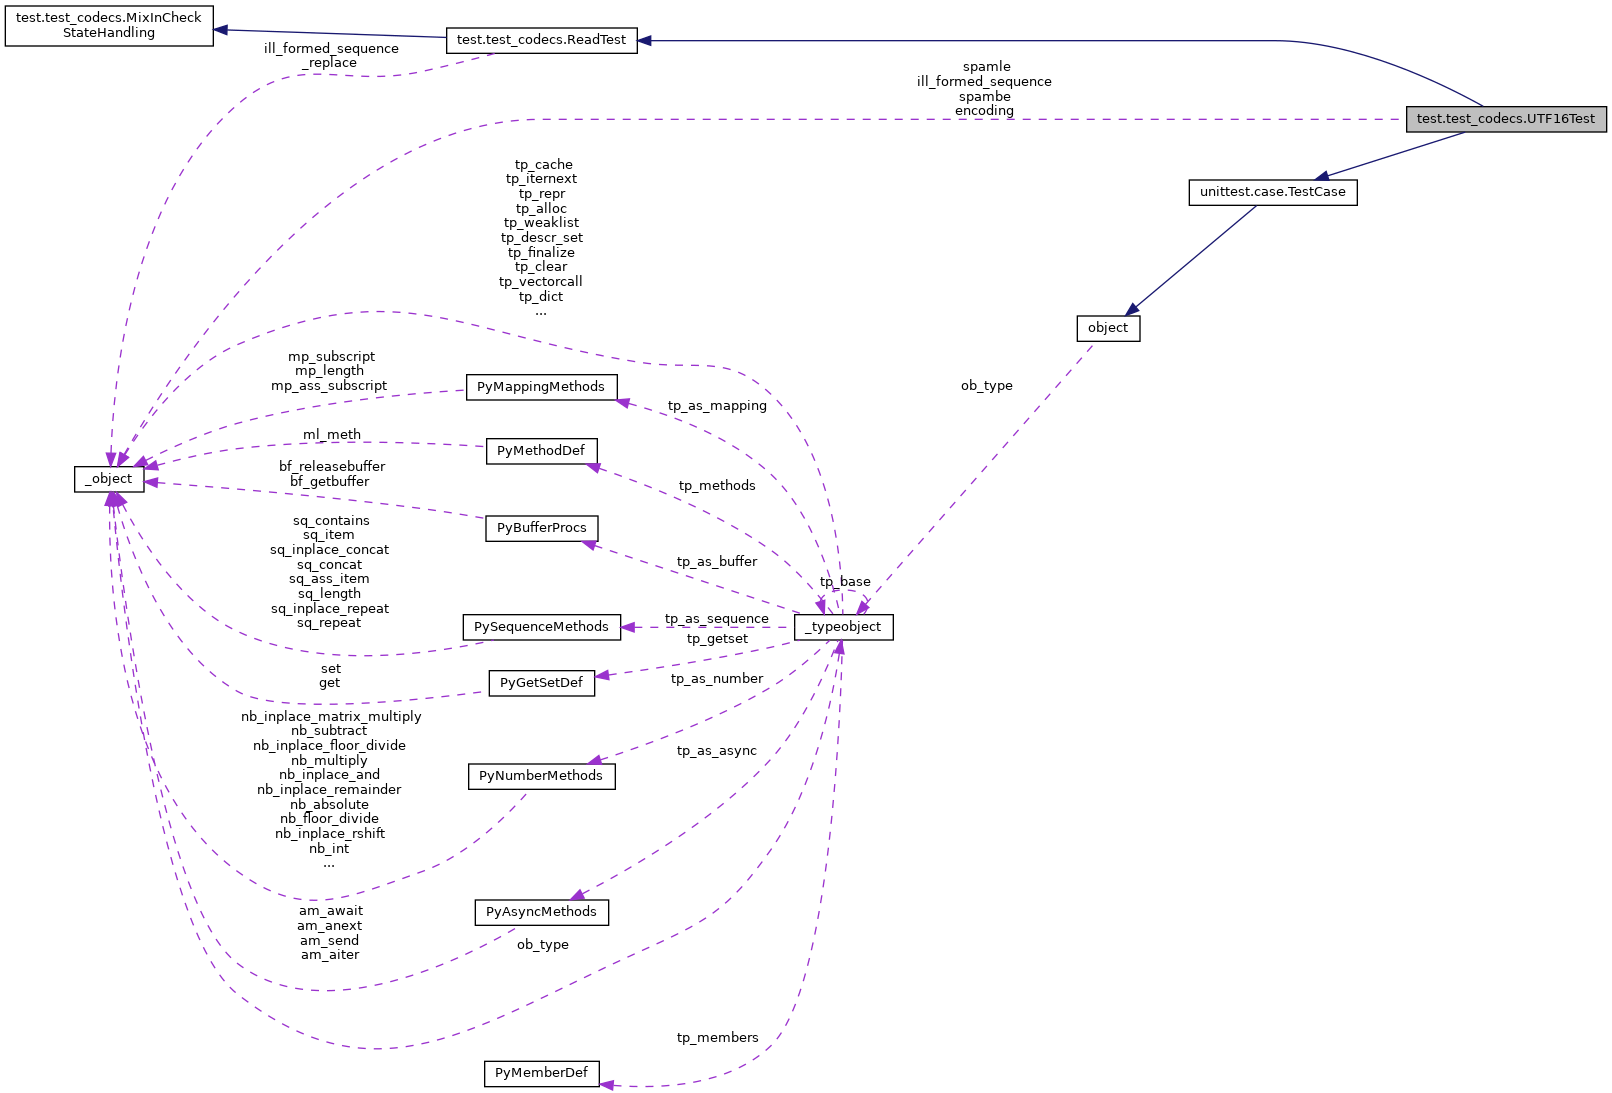 test.test_codecs.MixInCheck
StateHandling
test.test_codecs.ReadTest
ill_formed_sequence
_replace
spamle
ill_formed_sequence
spambe
encoding
test.test_codecs.UTF16Test
unittest.case.TestCase
object
ob_type
tp_cache
tp_iternext
tp_repr
tp_alloc
tp_weaklist
tp_descr_set
tp_finalize
tp_clear
tp_vectorcall
tp_dict
...
mp_subscript
mp_length
mp_ass_subscript
PyMappingMethods
tp_as_mapping
ml_meth
PyMethodDef
tp_methods
_object
bf_releasebuffer
bf_getbuffer
PyBufferProcs
tp_as_buffer
tp_base
sq_contains
sq_item
sq_inplace_concat
sq_concat
sq_ass_item
sq_length
sq_inplace_repeat
sq_repeat
PySequenceMethods
tp_as_sequence
_typeobject
tp_getset
set
get
PyGetSetDef
tp_as_number
nb_inplace_matrix_multiply
nb_subtract
nb_inplace_floor_divide
nb_multiply
nb_inplace_and
nb_inplace_remainder
nb_absolute
nb_floor_divide
nb_inplace_rshift
nb_int
...
PyNumberMethods
tp_as_async
am_await
am_anext
am_send
am_aiter
PyAsyncMethods
ob_type
tp_members
PyMemberDef